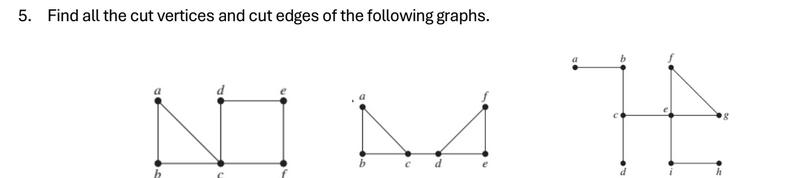 5. Find all the cut vertices and cut edges of the following graphs.
a b f
a d e
a f
c e g
b c f
b c d e
d i h